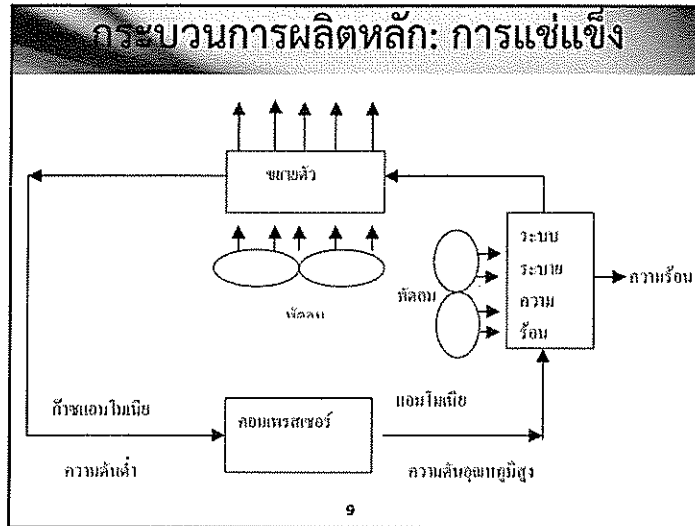 กระบวนการผลิตหลัก: การแช่แข็ง
ขยายตัว
พัดลม
พัดลม
ระบบ
ระบาย
ความ
ร้อน
ความร้อน
ก๊าซแอมโมเนีย
ความดันต่ำ
คอมเพรสเซอร์
แอมโมเนีย
ความดันอุณหภูมิสูง
9